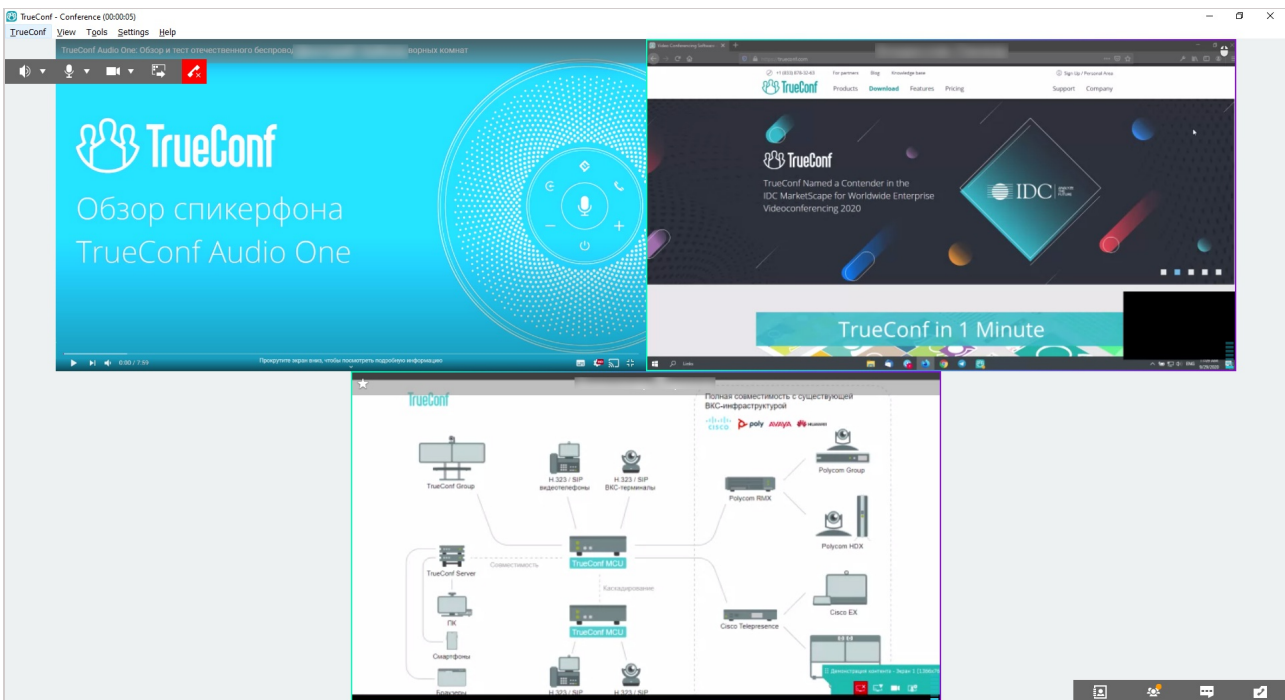 TrueConf - Conference (00:00:05)
TrueConf View Tools Settings Help
TrueConf Audio One: Обзор и тест отечественного
ворных комнат
TrueConf
Обзор спикерфона
TrueConf Audio One
0:00 / 7:59
Прокрутите экран вниз, чтобы посмотреть подробную информацию
Video Conferencing Software
For partners Blog Knowledge base
Sign Up / Personal Area
TrueConf
Products Download Features Pricing
Support Company
TrueConf
TrueConf Named a Contender in the
IDC MarketScape for Worldwide Enterprise
Videoconferencing 2020
IDC
TrueConf in 1 Minute
Links
ENG
9/29/2020
TrueConf
Полная совместимость с существующей
ВКС-инфраструктурой
CISCO poly AVAYA HUAWEI
TrueConf Group
H.323 / SIP
видеотелефоны
H.323 / SIP
ВКС-терминалы
Polycom RMX
Polycom Group
Polycom HDX
TrueConf Server
Совместимость
TrueConf MCU
Каскадирование
TrueConf MCU
Cisco Telepresence
Cisco EX
ПК
Смартфоны
Браузеры
H.323 / SIP
H.323 / SIP
Демонстрация контента - Экран 1